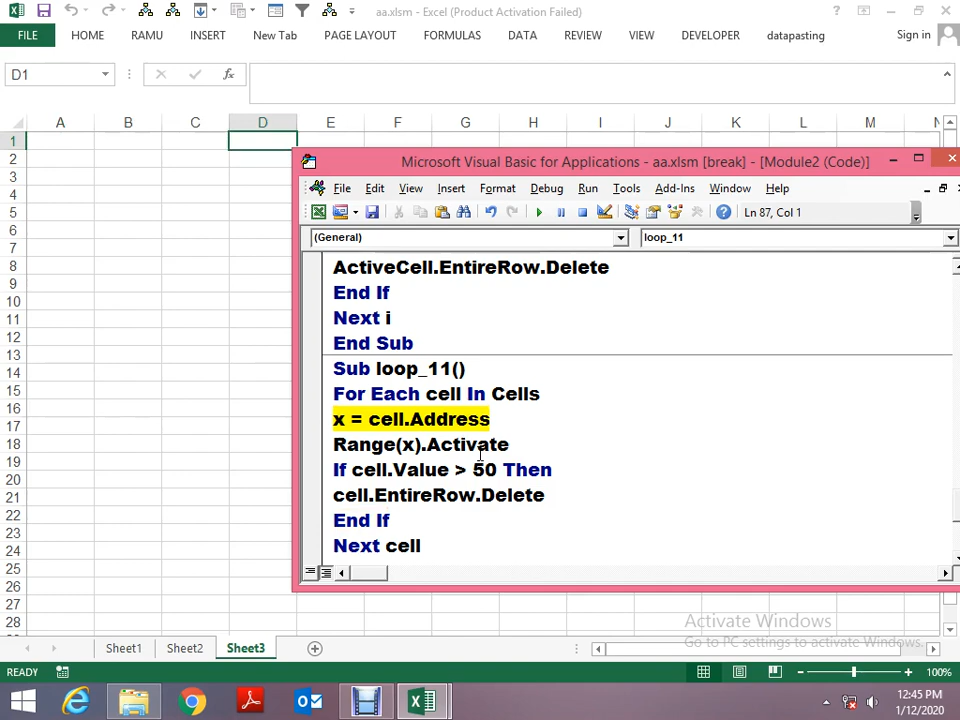 aa.xlsm - Excel (Product Activation Failed)
FILE HOME RAMU INSERT New Tab PAGE LAYOUT FORMULAS DATA REVIEW VIEW DEVELOPER datapasting Sign in
D1
fx
A B C D E F G H I J K L M N
1
2
3
4
5
6
7
8
9
10
11
12
13
14
15
16
17
18
19
20
21
22
23
24
25
26
27
28
Microsoft Visual Basic for Applications - aa.xlsm [break] - [Module2 (Code)]
File Edit View Insert Format Debug Run Tools Add-Ins Window Help
Ln 87, Col 1
(General) loop_11
ActiveCell.EntireRow.Delete
End If
Next i
End Sub
Sub loop_11()
For Each cell In Cells
x = cell.Address
Range(x).Activate
If cell.Value > 50 Then
cell.EntireRow.Delete
End If
Next cell
Activate Windows
Go to PC settings to activate Windows.
Sheet1 Sheet2 Sheet3
READY 100%
12:45 PM
1/12/2020